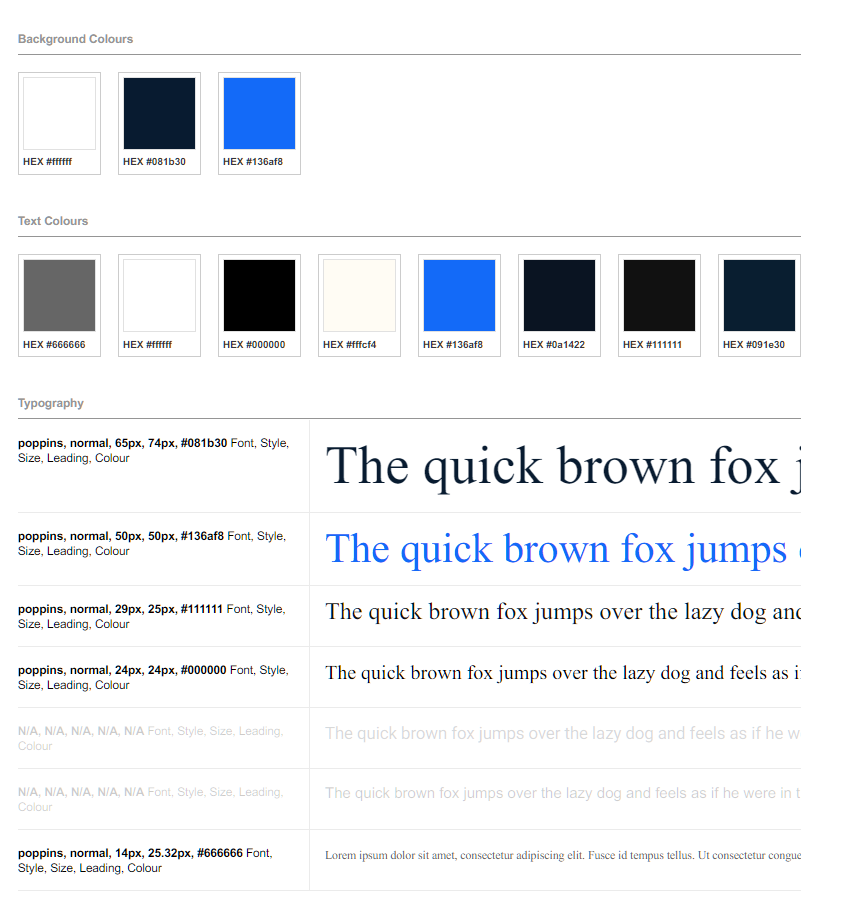 Background Colours
HEX #ffffff HEX #081b30 HEX #136af8
Text Colours
HEX #666666 HEX #ffffff HEX #000000 HEX #fffcf4 HEX #136af8 HEX #0a1422 HEX #111111 HEX #091e30
Typography
poppins, normal, 65px, 74px, #081b30 Font, Style,
Size, Leading, Colour
The quick brown fox j
poppins, normal, 50px, 50px, #136af8 Font, Style,
Size, Leading, Colour
The quick brown fox jumps
poppins, normal, 29px, 25px, #111111 Font, Style,
Size, Leading, Colour
The quick brown fox jumps over the lazy dog and
poppins, normal, 24px, 24px, #000000 Font, Style,
Size, Leading, Colour
The quick brown fox jumps over the lazy dog and feels as if
N/A, N/A, N/A, N/A, N/A Font, Style, Size, Leading,
Colour
The quick brown fox jumps over the lazy dog and feels as if he w
N/A, N/A, N/A, N/A, N/A Font, Style, Size, Leading,
Colour
The quick brown fox jumps over the lazy dog and feels as if he were in t
poppins, normal, 14px, 25.32px, #666666 Font,
Style, Size, Leading, Colour
Lorem ipsum dolor sit amet, consectetur adipiscing elit. Fusce id tempus tellus. Ut consectetur congue